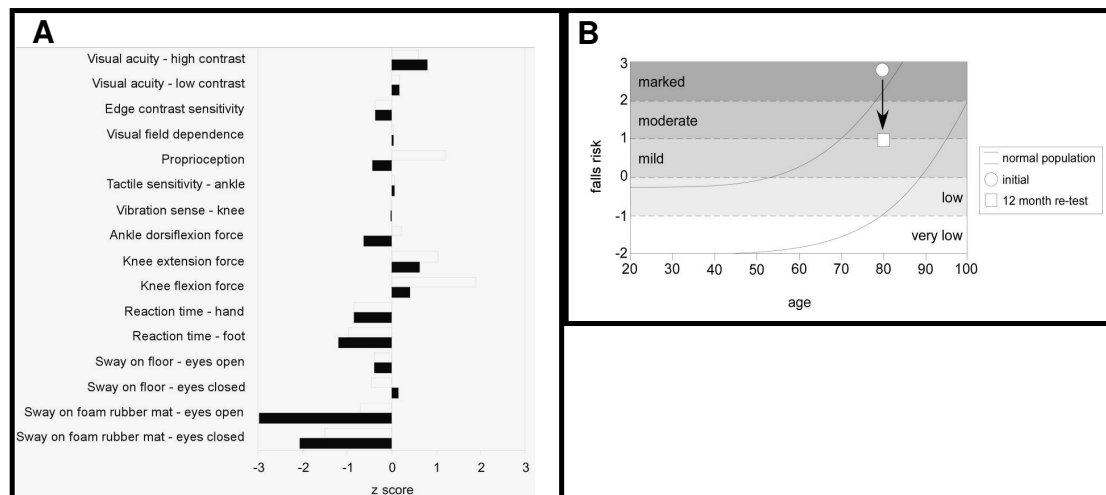 A
Visual acuity - high contrast
Visual acuity - low contrast
Edge contrast sensitivity
Visual field dependence
Proprioception
Tactile sensitivity - ankle
Vibration sense - knee
Ankle dorsiflexion force
Knee extension force
Knee flexion force
Reaction time - hand
Reaction time - foot
Sway on floor - eyes open
Sway on floor - eyes closed
Sway on foam rubber mat - eyes open
Sway on foam rubber mat - eyes closed
-3 -2 -1 0 1 2 3
z score
B
3
2
1
0
-1
-2
falls risk
marked
moderate
mild
low
very low
20 30 40 50 60 70 80 90 100
age
normal population
initial
12 month re-test